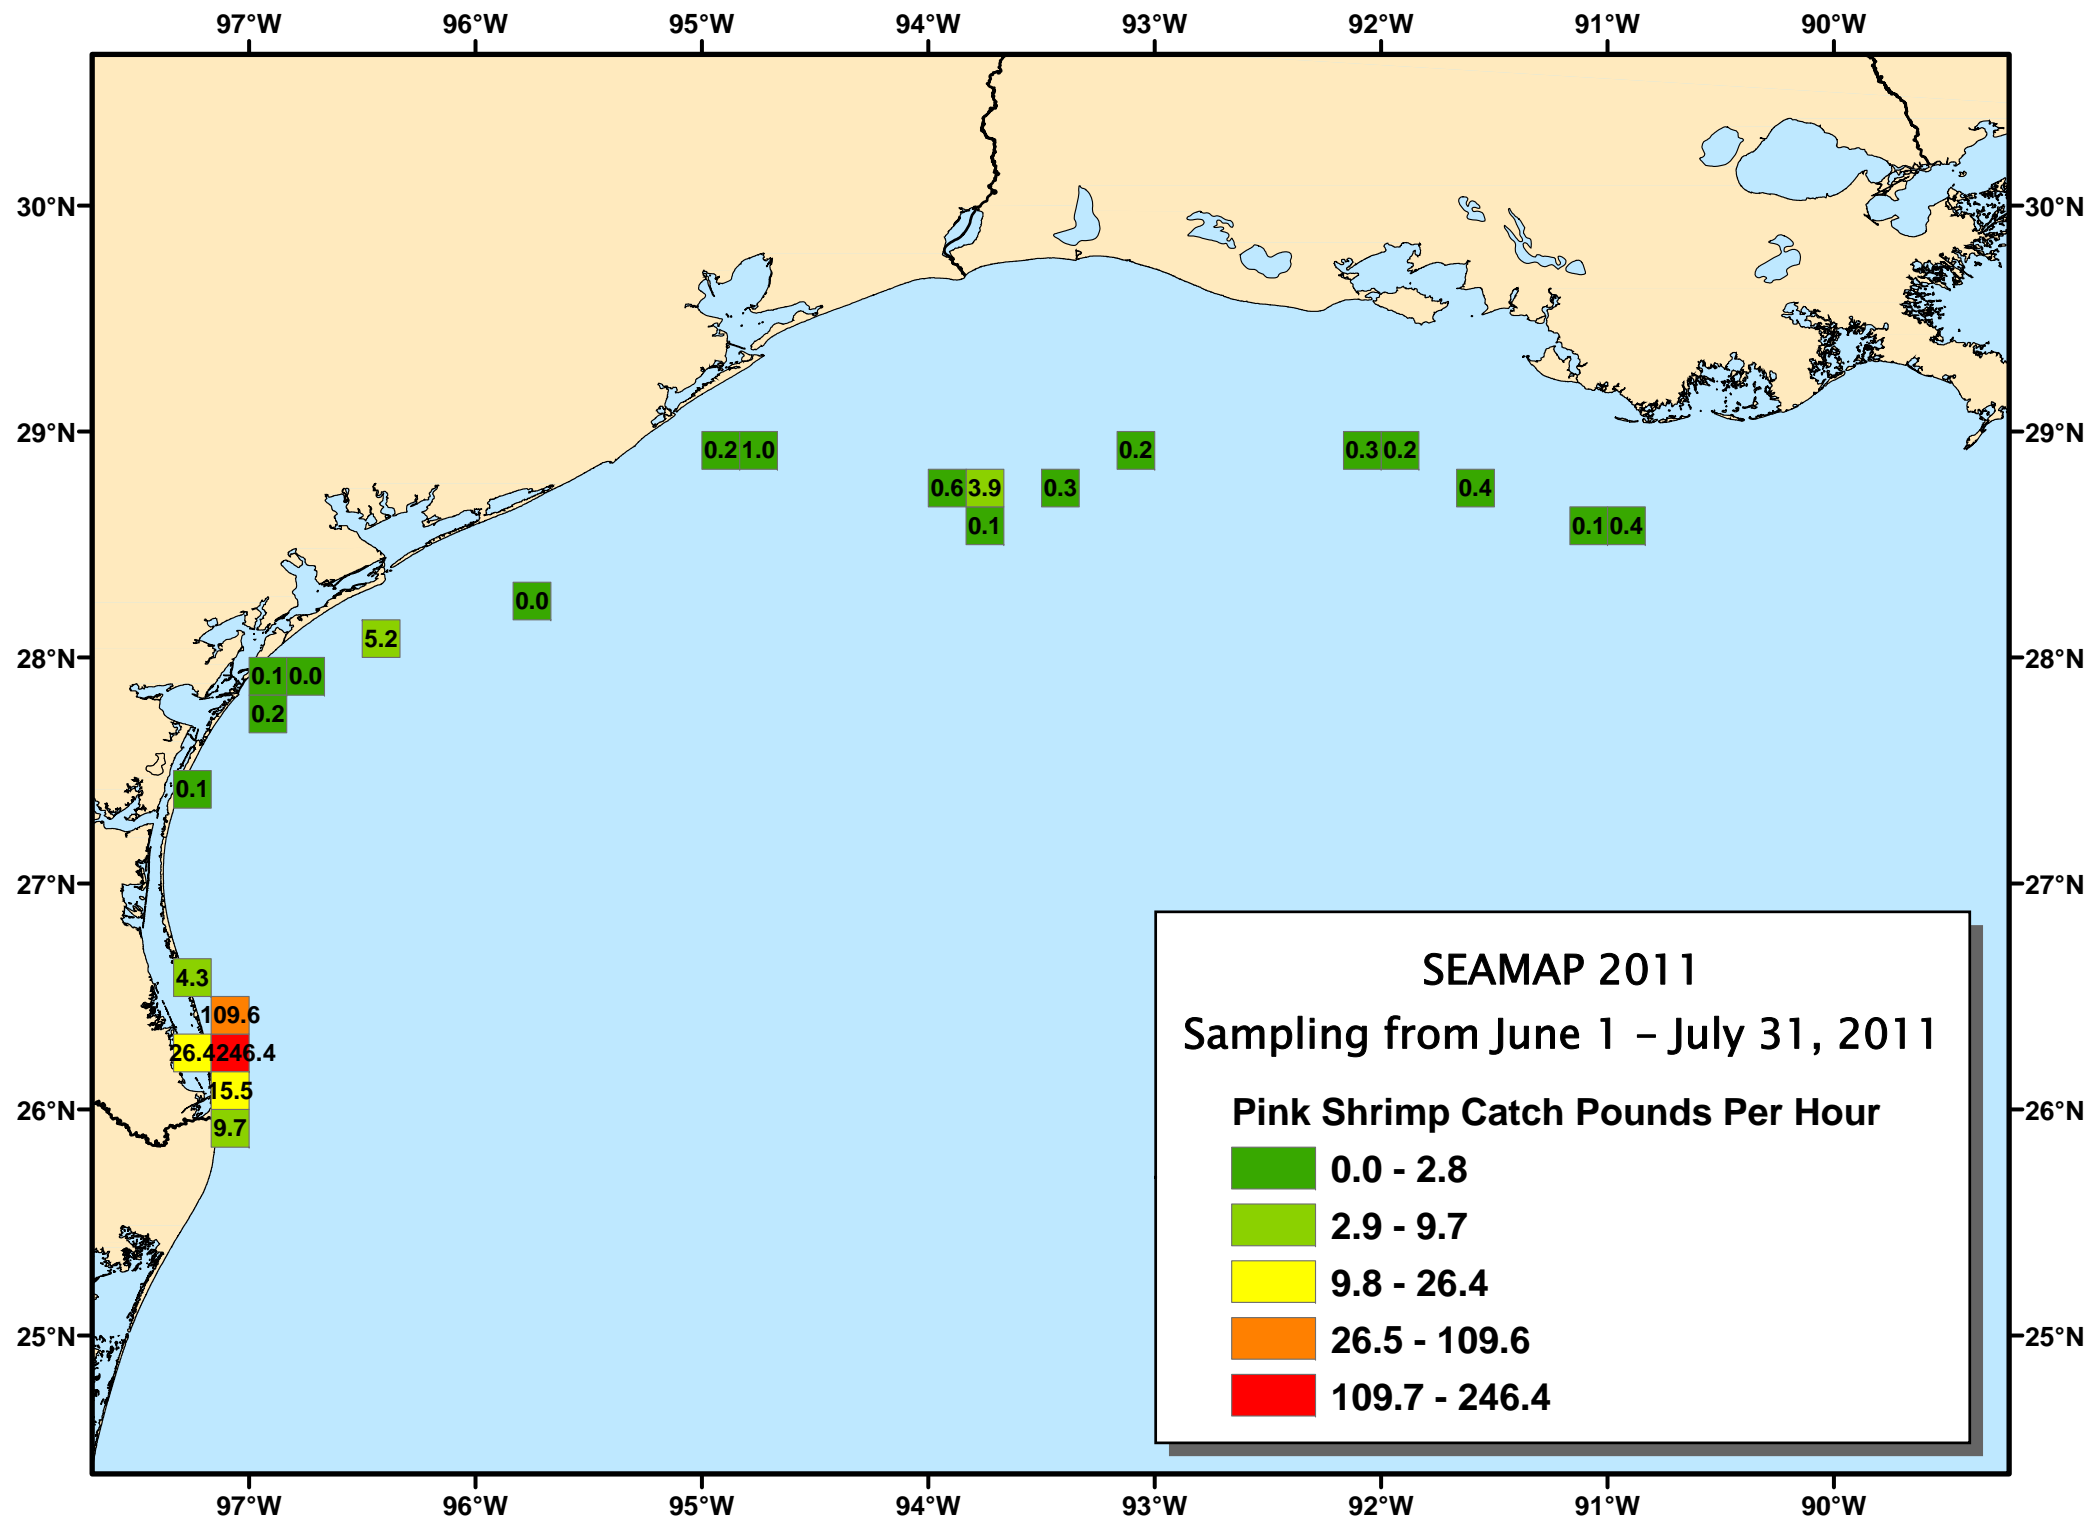 97°W 96°W 95°W 94°W 93°W 92°W 91°W 90°W
30°N 30°N
29°N 29°N
0.2 1.0 0.2 0.3 0.2
0.6 3.9 0.3 0.4
0.1 0.1 0.4
0.0
5.2
28°N 28°N
0.1 0.0
0.2
0.1
27°N 27°N
4.3
109.6
26.4 246.4
15.5
26°N 26°N
9.7
25°N 25°N
SEAMAP 2011
Sampling from June 1 - July 31, 2011
Pink Shrimp Catch Pounds Per Hour
0.0 - 2.8
2.9 - 9.7
9.8 - 26.4
26.5 - 109.6
109.7 - 246.4
97°W 96°W 95°W 94°W 93°W 92°W 91°W 90°W